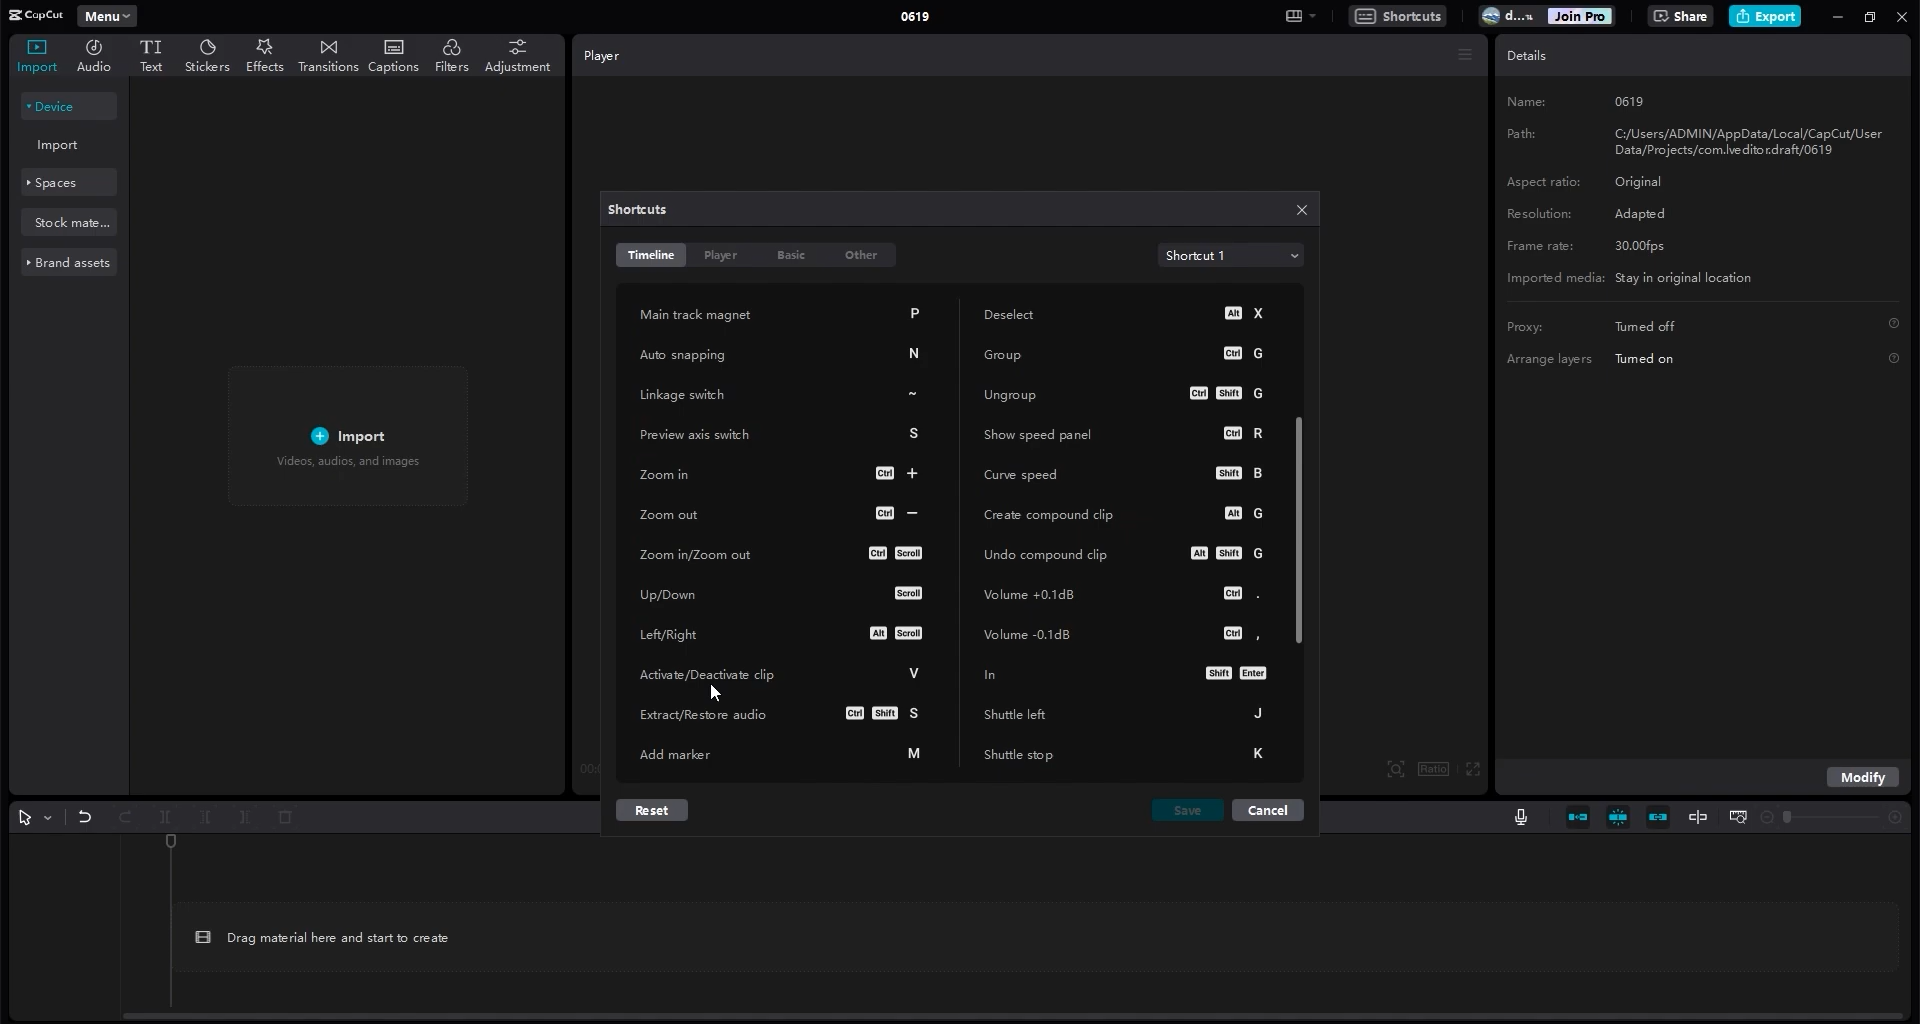 CapCut
Menu
0619
Shortcuts
d...น
Join Pro
Share
Export
Import
Audio
TI
Text
Stickers
Effects
Transitions
Captions
Filters
Adjustment
Player
Details
Device
Import
Spaces
Stock mate...
Brand assets
Import
Videos, audios, and images
Name: 0619
Path: C:/Users/ADMIN/AppData/Local/CapCut/User
Data/Projects/com.lveditor.draft/0619
Aspect ratio: Original
Resolution: Adapted
Frame rate: 30.00fps
Imported media: Stay in original location
Proxy: Turned off
Arrange layers Turned on
Modify
Shortcuts
Timeline
Player
Basic
Other
Shortcut 1
Main track magnet P
Auto snapping N
Linkage switch ~
Preview axis switch S
Zoom in Ctrl +
Zoom out Ctrl —
Zoom in/Zoom out Ctrl Scroll
Up/Down Scroll
Left/Right Alt Scroll
Activate/Deactivate clip V
Extract/Restore audio Ctrl Shift S
Add marker M
Deselect Alt X
Group Ctrl G
Ungroup Ctrl Shift G
Show speed panel Ctrl R
Curve speed Shift B
Create compound clip Alt G
Undo compound clip Alt Shift G
Volume +0.1dB Ctrl .
Volume -0.1dB Ctrl ,
In Shift Enter
Shuttle left J
Shuttle stop K
Reset
Save
Cancel
Ratio
Drag material here and start to create